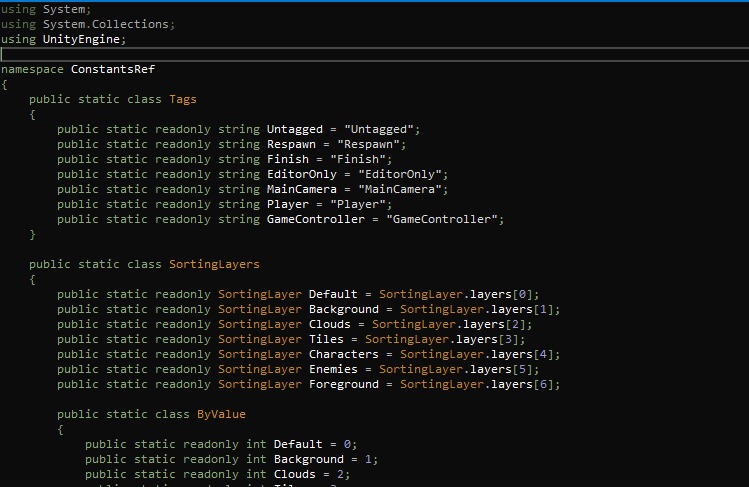 using System;
using System.Collections;
using UnityEngine;
namespace ConstantsRef
{
public static class Tags
{
public static readonly string Untagged = "Untagged";
public static readonly string Respawn = "Respawn";
public static readonly string Finish = "Finish";
public static readonly string EditorOnly = "EditorOnly";
public static readonly string MainCamera = "MainCamera";
public static readonly string Player = "Player";
public static readonly string GameController = "GameController";
}
public static class SortingLayers
{
public static readonly SortingLayer Default = SortingLayer.layers[0];
public static readonly SortingLayer Background = SortingLayer.layers[1];
public static readonly SortingLayer Clouds = SortingLayer.layers[2];
public static readonly SortingLayer Tiles = SortingLayer.layers[3];
public static readonly SortingLayer Characters = SortingLayer.layers[4];
public static readonly SortingLayer Enemies = SortingLayer.layers[5];
public static readonly SortingLayer Foreground = SortingLayer.layers[6];
public static class ByValue
{
public static readonly int Default = 0;
public static readonly int Background = 1;
public static readonly int Clouds = 2;